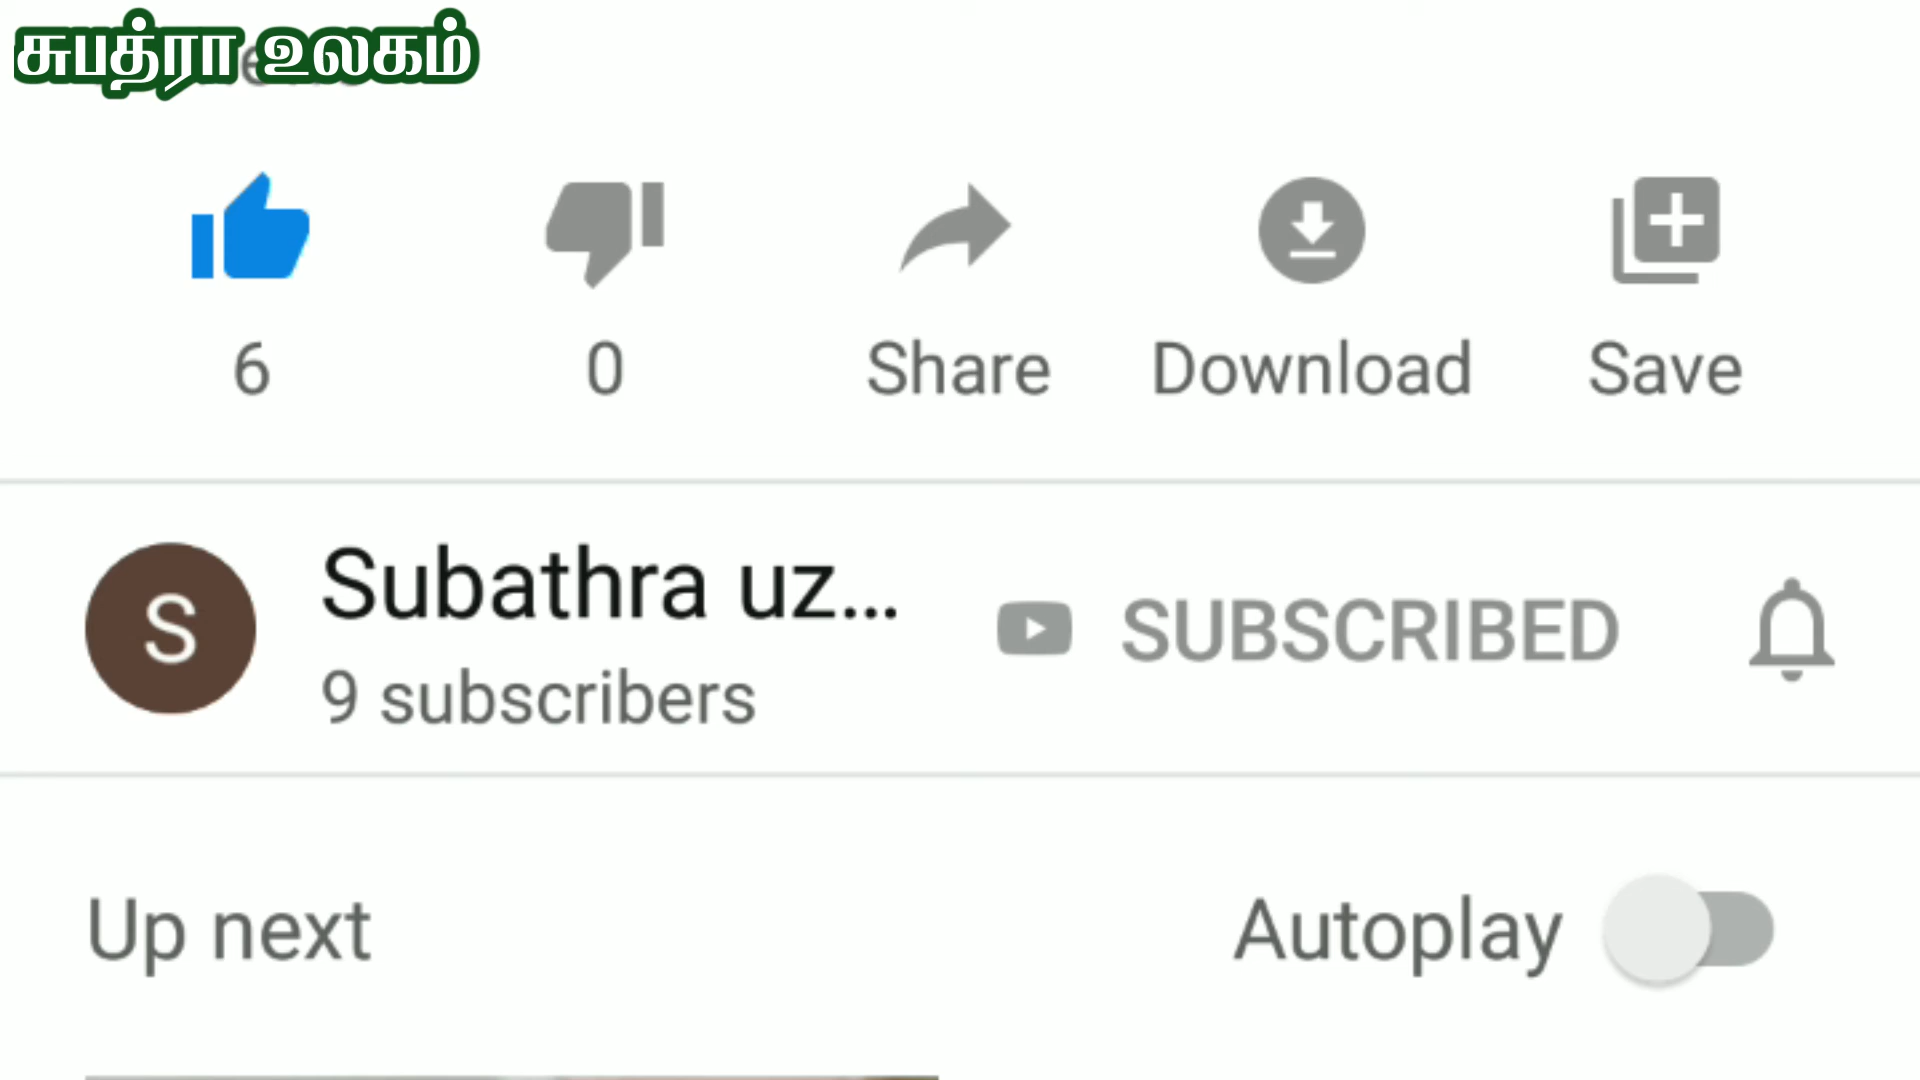 சுபத்ரா உலகம்
6
0
Share
Download
Save
S
Subathra uz...
9 subscribers
SUBSCRIBED
Up next
Autoplay